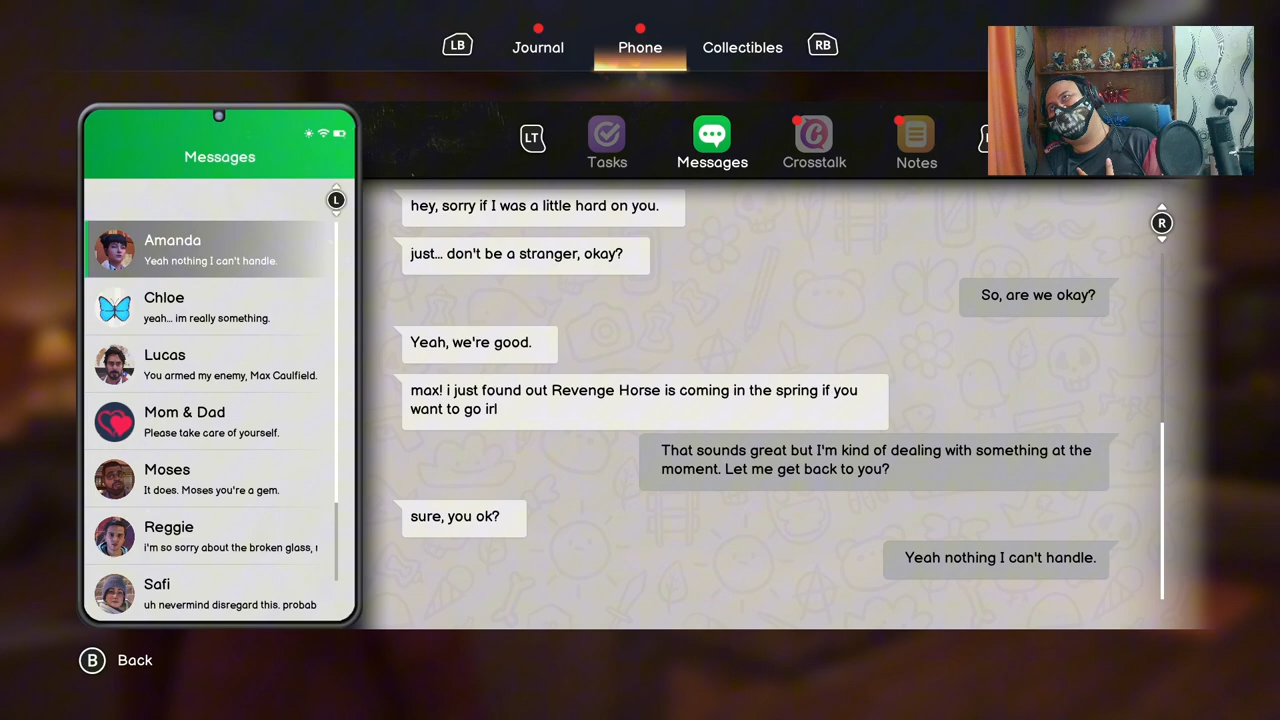 LB
Journal
Phone
Collectibles
RB
Messages
LT
Tasks
Messages
Crosstalk
Notes
L
Amanda
Yeah nothing I can't handle.
Chloe
yeah... im really something.
Lucas
You armed my enemy, Max Caulfield.
Mom & Dad
Please take care of yourself.
Moses
It does. Moses you're a gem.
Reggie
i'm so sorry about the broken glass,
Safi
uh nevermind disregard this. probab
hey, sorry if I was a little hard on you.
just... don't be a stranger, okay?
So, are we okay?
Yeah, we're good.
max! i just found out Revenge Horse is coming in the spring if you
want to go irl
That sounds great but I'm kind of dealing with something at the
moment. Let me get back to you?
sure, you ok?
Yeah nothing I can't handle.
R
B
Back